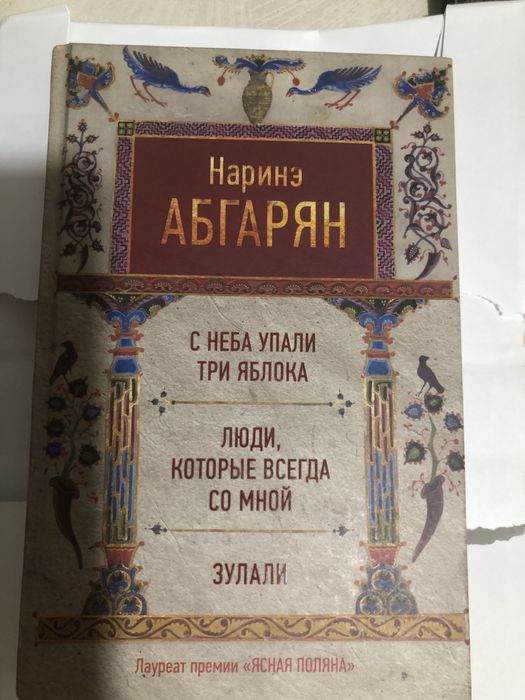 Наринэ
АБГАРЯН
С НЕБА УПАЛИ
ТРИ ЯБЛОКА
ЛЮДИ,
КОТОРЫЕ ВСЕГДА
СО МНОЙ
ЗУЛАЛИ
Лауреат премии «ЯСНАЯ ПОЛЯНА»